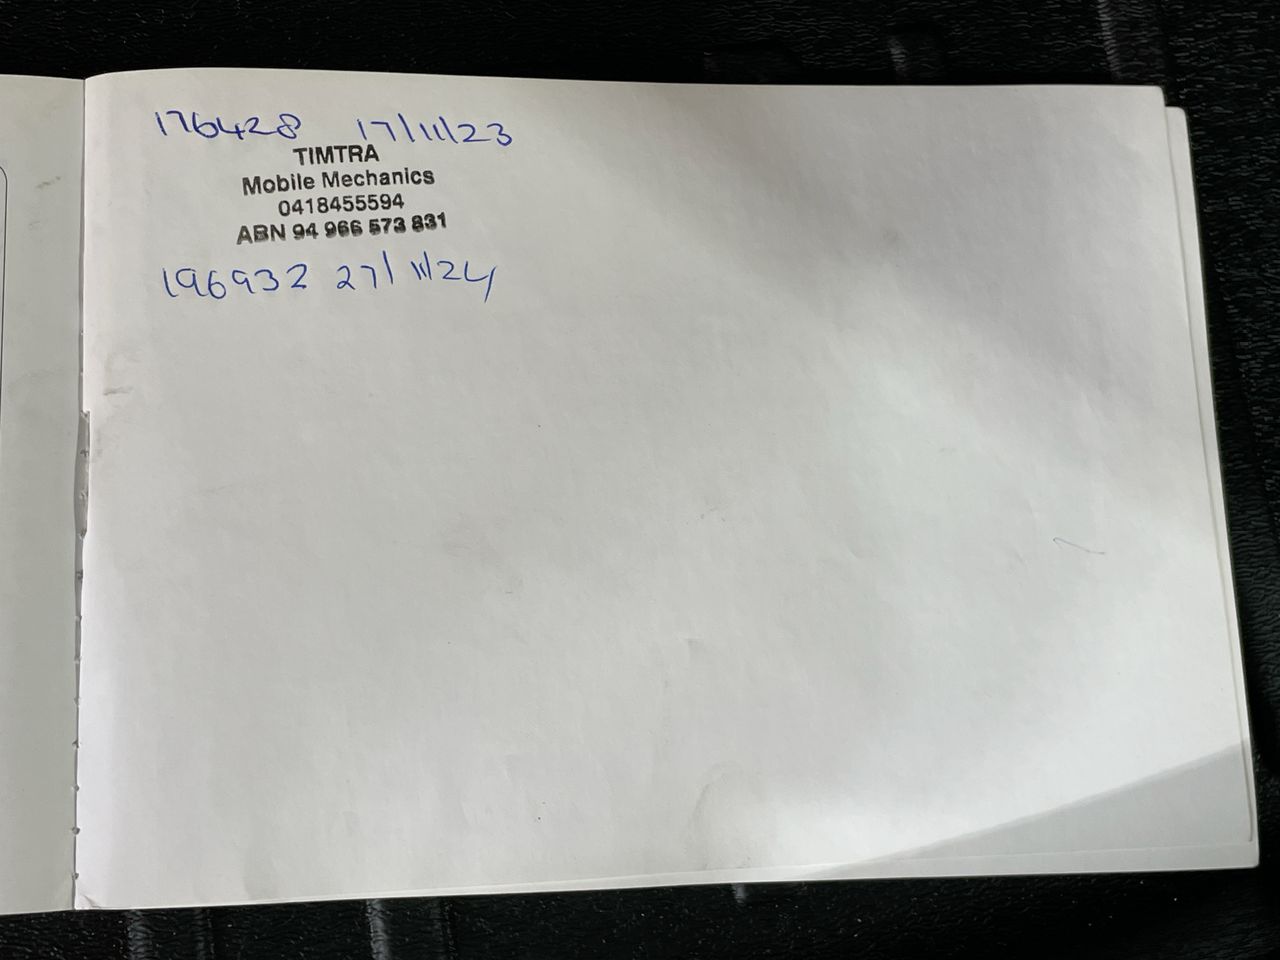 176428 17/11/23
TIMTRA
Mobile Mechanics
0418455594
ABN 94 966 573 831
196932 27/11/24